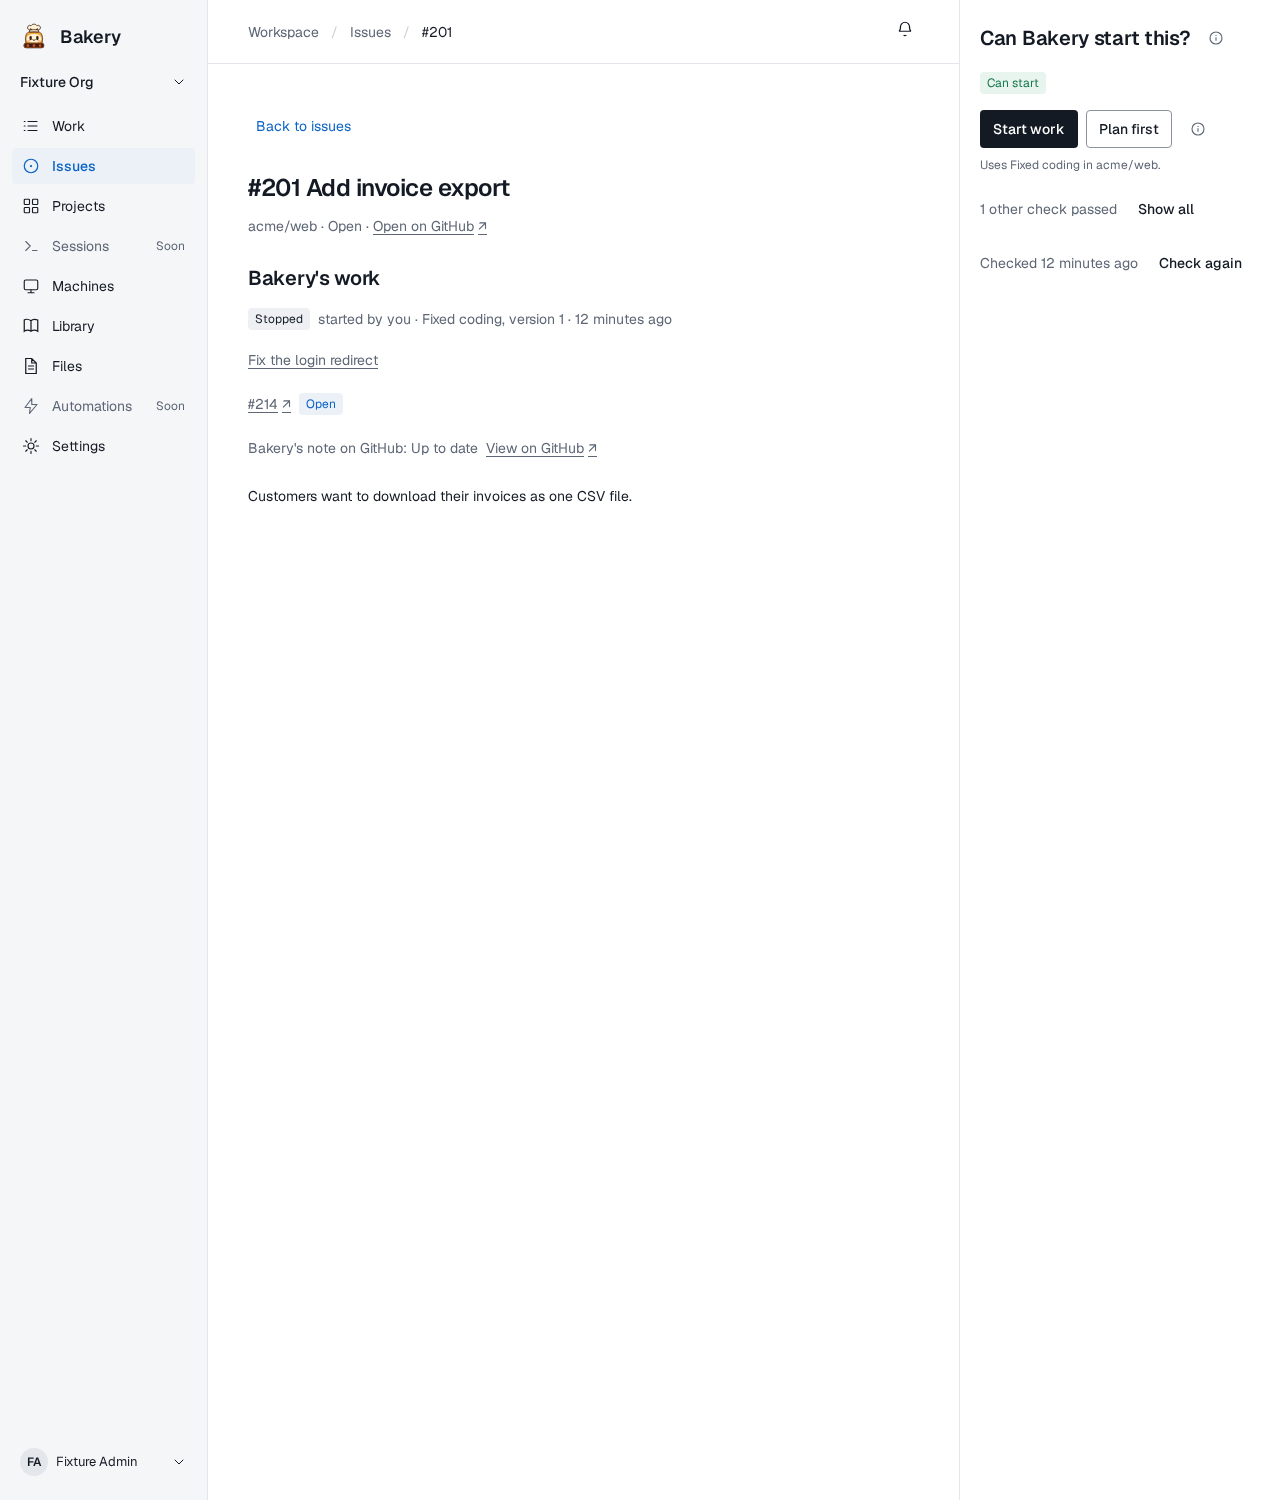 Bakery
Fixture Org
Work
Issues
Projects
Sessions Soon
Machines
Library
Files
Automations Soon
Settings
FA Fixture Admin
Workspace / Issues / #201
Back to issues
#201 Add invoice export
acme/web · Open · Open on GitHub ↗
Bakery's work
Stopped started by you · Fixed coding, version 1 · 12 minutes ago
Fix the login redirect
#214 ↗ Open
Bakery's note on GitHub: Up to date View on GitHub ↗
Customers want to download their invoices as one CSV file.
Can Bakery start this?
Can start
Start work Plan first
Uses Fixed coding in acme/web.
1 other check passed Show all
Checked 12 minutes ago Check again